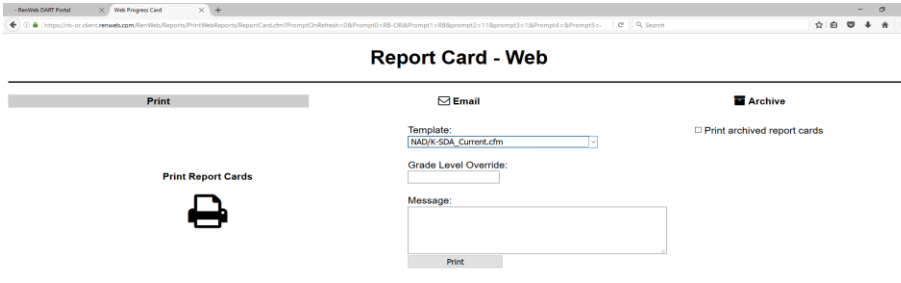 - RenWeb DART Portal
Web Progress Card
https://rb-or.client.renweb.com/RenWeb/Reports/PrintWebReports/ReportCard.cfm?PromptOnRefresh=0&Prompt0=RB-OR&Prompt1=RB&prompt2=11&prompt3=1&Prompt4=&Prompt5=
Search
Report Card - Web
Print
Email
Archive
Template:
NAD/K-SDA_Current.cfm
Print archived report cards
Grade Level Override:
Print Report Cards
Message:
Print